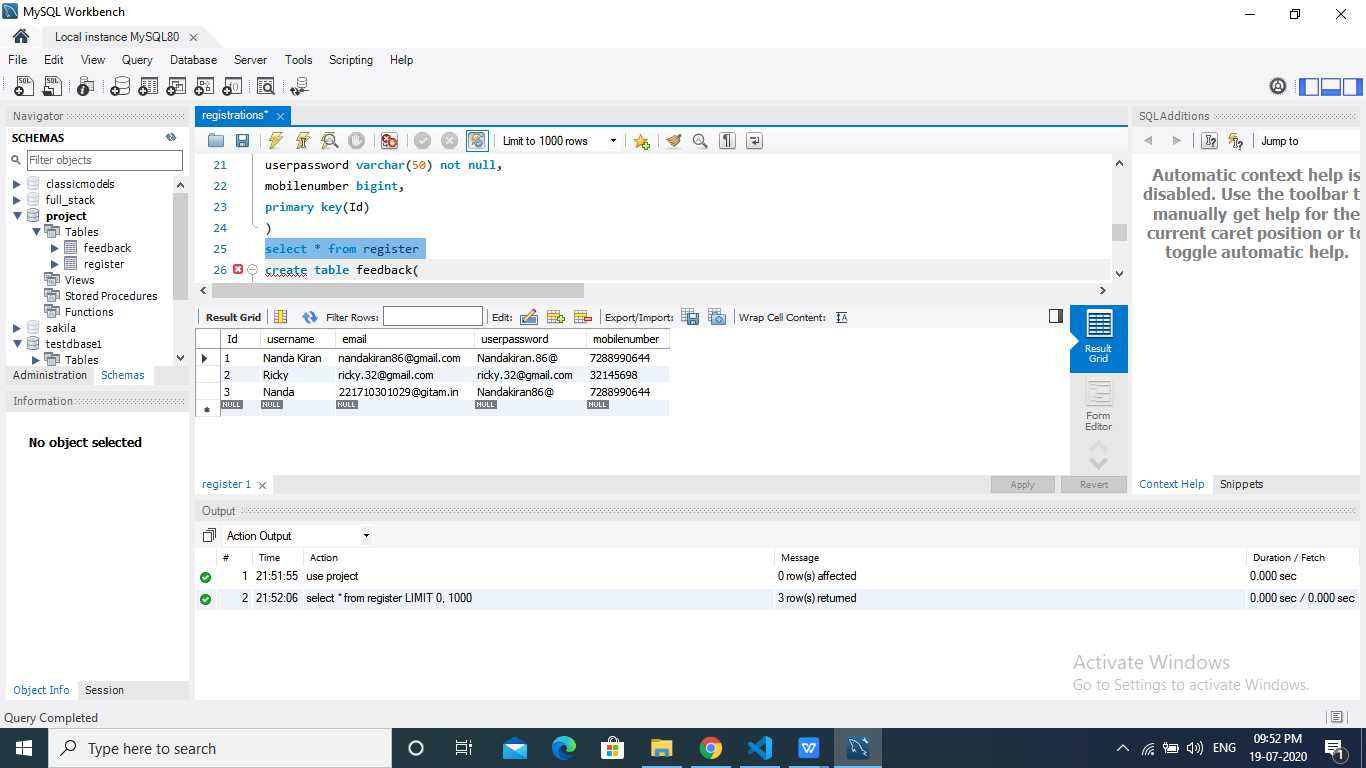 MySQL Workbench
Local instance MySQL80
File Edit View Query Database Server Tools Scripting Help
Navigator
SCHEMAS
Filter objects
classicmodels
full_stack
project
Tables
feedback
register
Views
Stored Procedures
Functions
sakila
testdbase1
Tables
Administration Schemas
Information
No object selected
Object Info Session
registrations*
Limit to 1000 rows
21 userpassword varchar(50) not null,
22 mobilenumber bigint,
23 primary key(Id)
24 )
25 select * from register
26 create table feedback(
Result Grid Filter Rows: Edit: Export/Import: Wrap Cell Content:
Id username email userpassword mobilenumber
1 Nanda Kiran nandakiran86@gmail.com Nandakiran.86@ 7288990644
2 Ricky ricky.32@gmail.com ricky.32@gmail.com 32145698
3 Nanda 221710301029@gitam.in Nandakiran86@ 7288990644
NULL NULL NULL NULL NULL
Result
Grid
Form
Editor
register 1
Apply Revert
SQLAdditions
Jump to
Automatic context help is
disabled. Use the toolbar t
manually get help for the
current caret position or to
toggle automatic help.
Context Help Snippets
Output
Action Output
# Time Action Message Duration / Fetch
1 21:51:55 use project 0 row(s) affected 0.000 sec
2 21:52:06 select * from register LIMIT 0, 1000 3 row(s) returned 0.000 sec / 0.000 sec
Activate Windows
Go to Settings to activate Windows.
Query Completed
Type here to search
ENG
09:52 PM
19-07-2020
1